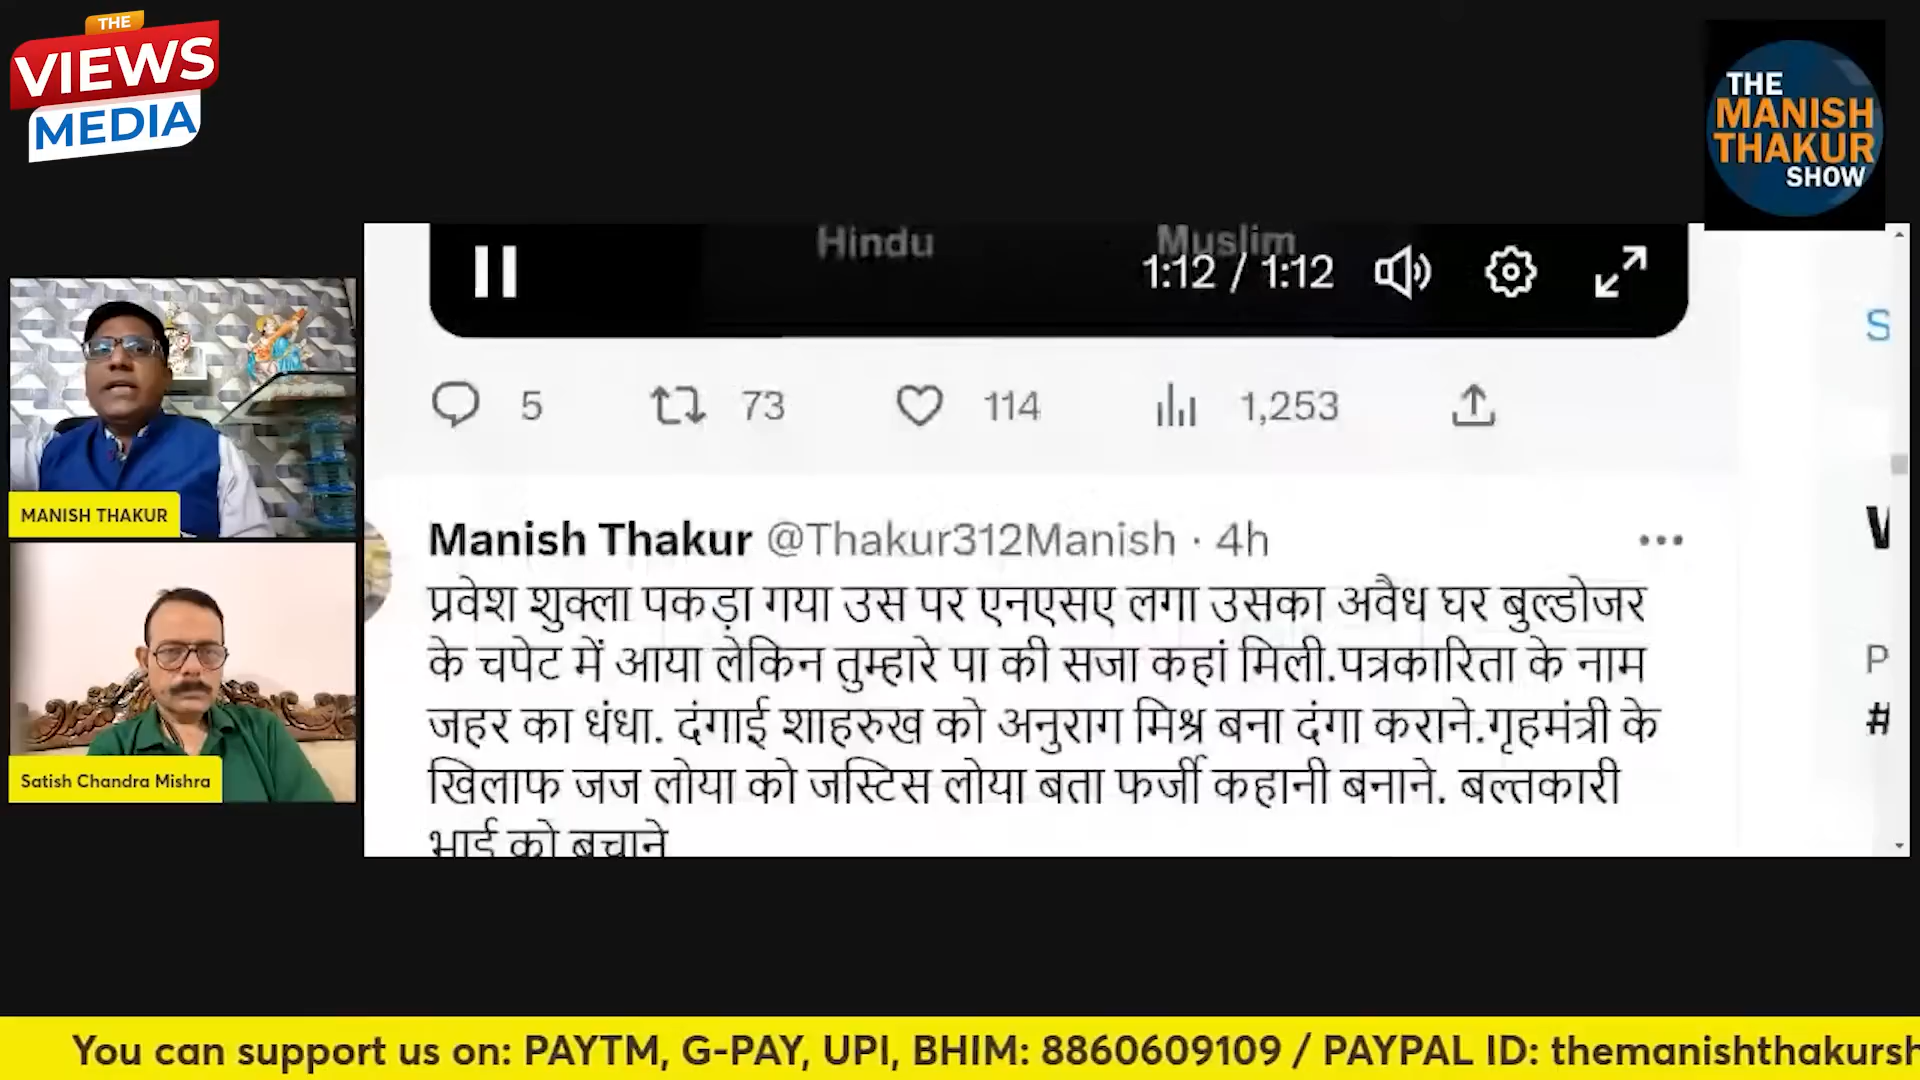 THE
VIEWS
MEDIA
THE
MANISH
THAKUR
SHOW
Hindu
Muslim
1:12 / 1:12
5
73
114
1,253
Manish Thakur @Thakur312Manish · 4h
प्रवेश शुक्ला पकड़ा गया उस पर एनएसए लगा उसका अवैध घर बुल्डोजर
के चपेट में आया लेकिन तुम्हारे पा की सजा कहां मिली.पत्रकारिता के नाम
जहर का धंधा. दंगाई शाहरुख को अनुराग मिश्र बना दंगा कराने.गृहमंत्री के
खिलाफ जज लोया को जस्टिस लोया बता फर्जी कहानी बनाने. बल्तकारी
भाई को बचाने
S
P
#
MANISH THAKUR
Satish Chandra Mishra
You can support us on: PAYTM, G-PAY, UPI, BHIM: 8860609109 / PAYPAL ID: themanishthakursh